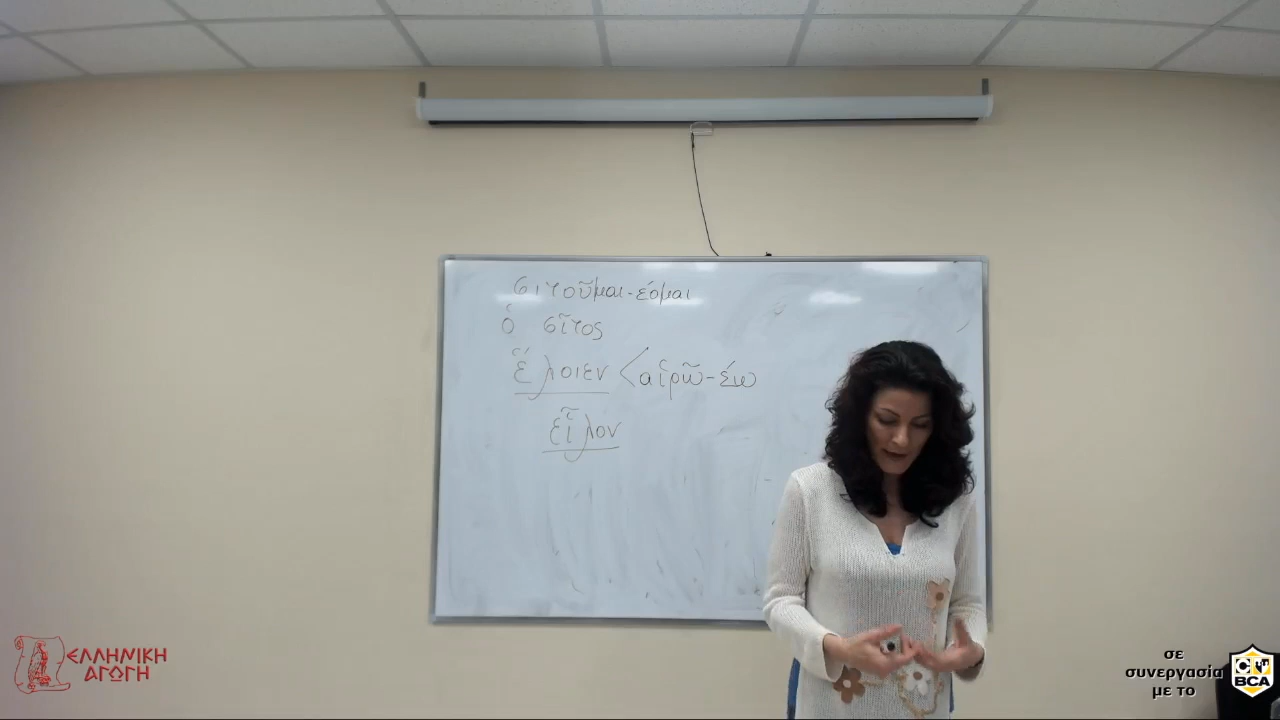 σιτοῦμαι-έομαι
ὁ σῖτος
ἕλοιεν < αἱρῶ-έω
εἷλον
ΕΛΛΗΝΙΚΗ
ΑΓΩΓΗ
σε
συνεργασία
με το
BCA